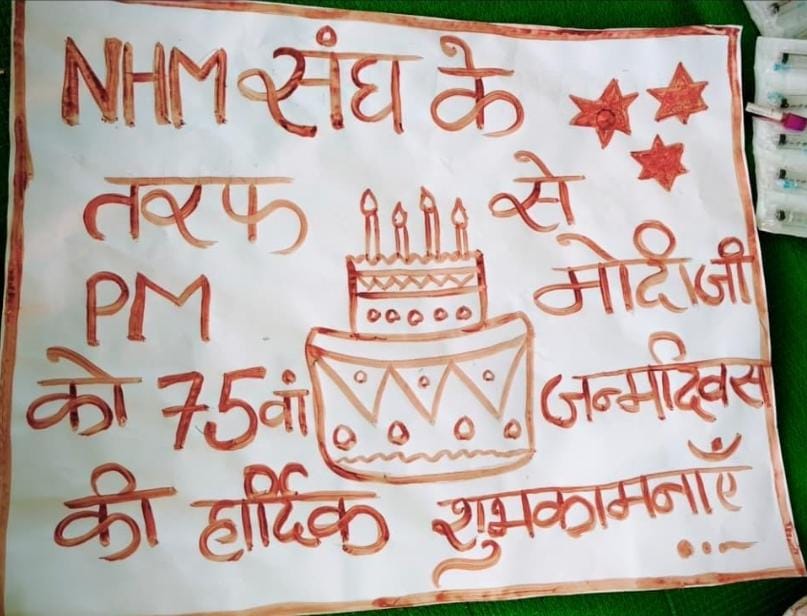 NHM संघ के
तरफ से
PM मोदी जी
को 75वां जन्मदिवस
की हार्दिक शुभकामनाएँ ...